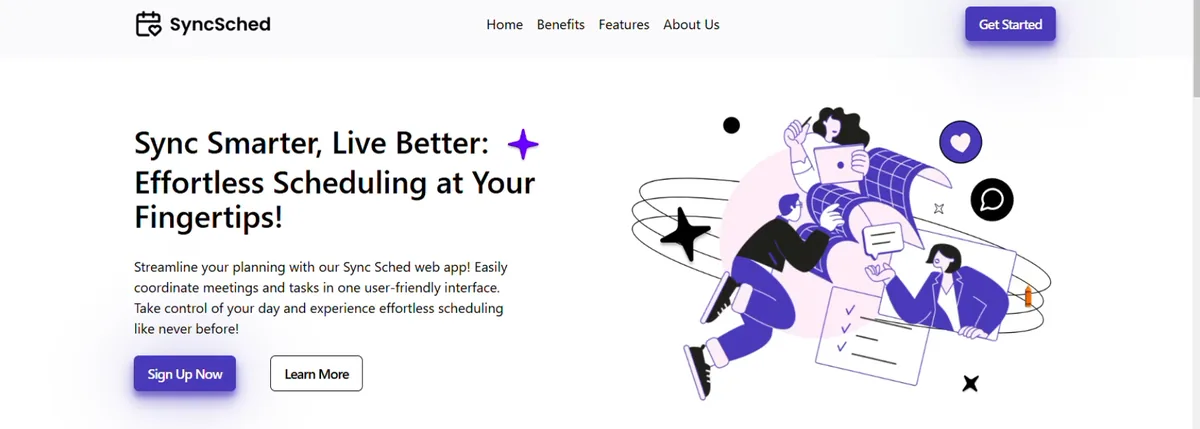 SyncSched
Home Benefits Features About Us
Get Started
Sync Smarter, Live Better:
Effortless Scheduling at Your
Fingertips!
Streamline your planning with our Sync Sched web app! Easily
coordinate meetings and tasks in one user-friendly interface.
Take control of your day and experience effortless scheduling
like never before!
Sign Up Now
Learn More